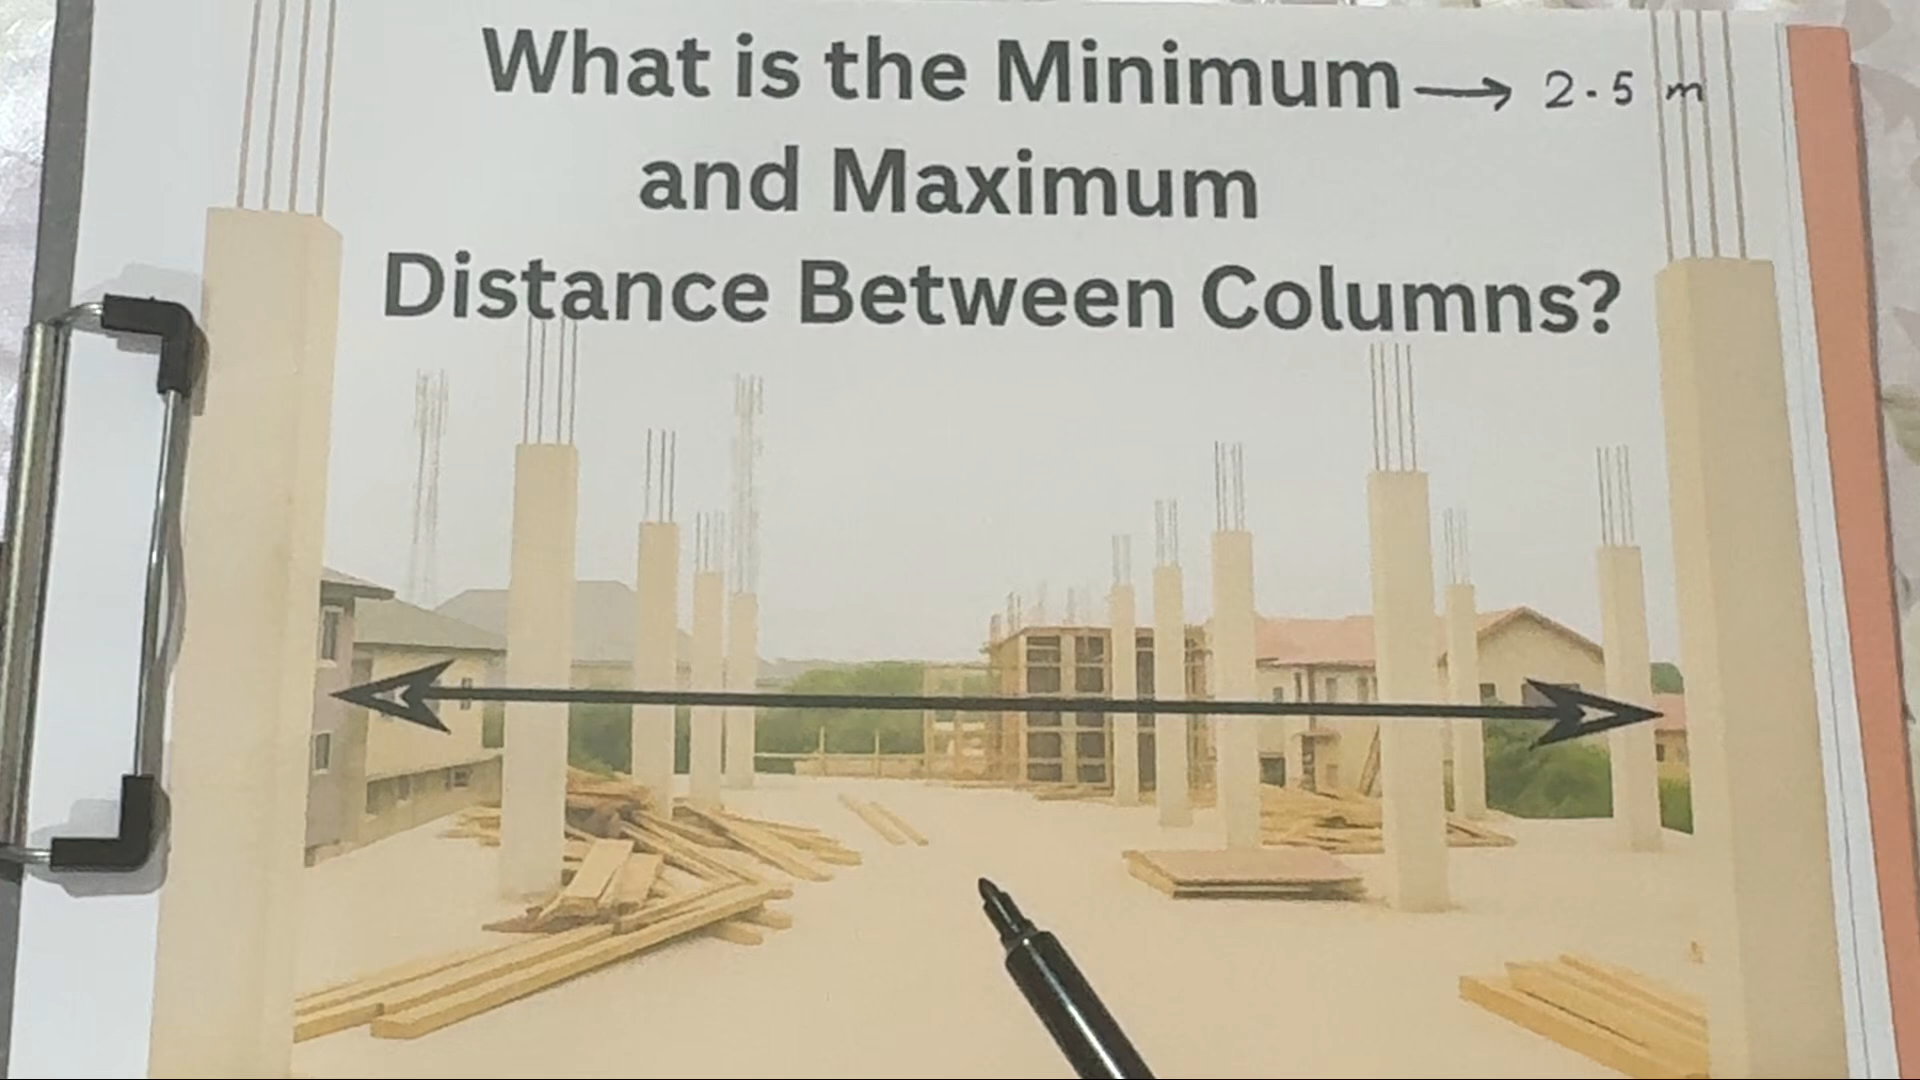 What is the Minimum → 2.5 m
and Maximum
Distance Between Columns?